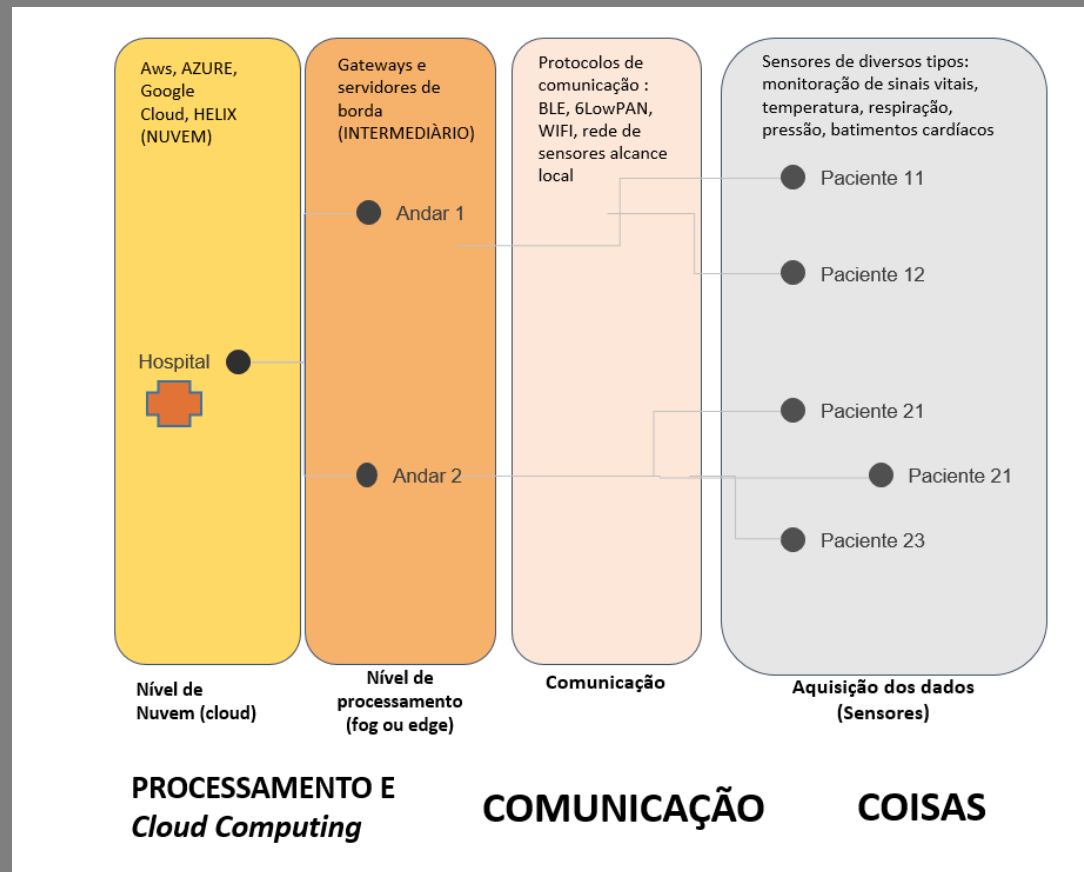 Aws, AZURE,
Google
Cloud, HELIX
(NUVEM)
Hospital
Gateways e
servidores de
borda
(INTERMEDIÀRIO)
Andar 1
Andar 2
Protocolos de
comunicação :
BLE, 6LowPAN,
WIFI, rede de
sensores alcance
local
Sensores de diversos tipos:
monitoração de sinais vitais,
temperatura, respiração,
pressão, batimentos cardíacos
Paciente 11
Paciente 12
Paciente 21
Paciente 21
Paciente 23
Nível de
Nuvem (cloud)
Nível de
processamento
(fog ou edge)
Comunicação
Aquisição dos dados
(Sensores)
PROCESSAMENTO E
Cloud Computing
COMUNICAÇÃO
COISAS